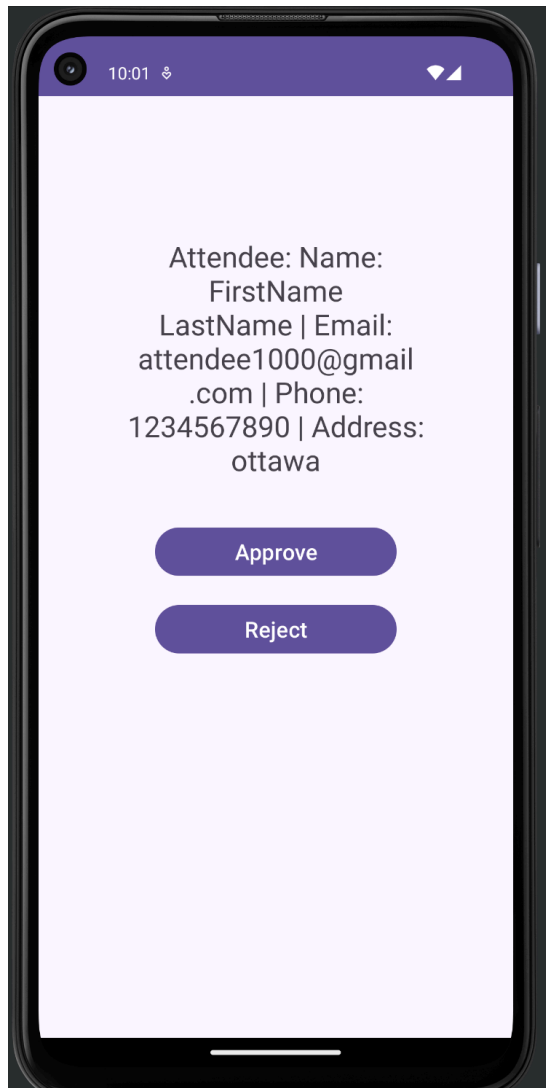 10:01
Attendee: Name:
FirstName
LastName | Email:
attendee1000@gmail
.com | Phone:
1234567890 | Address:
ottawa
Approve
Reject